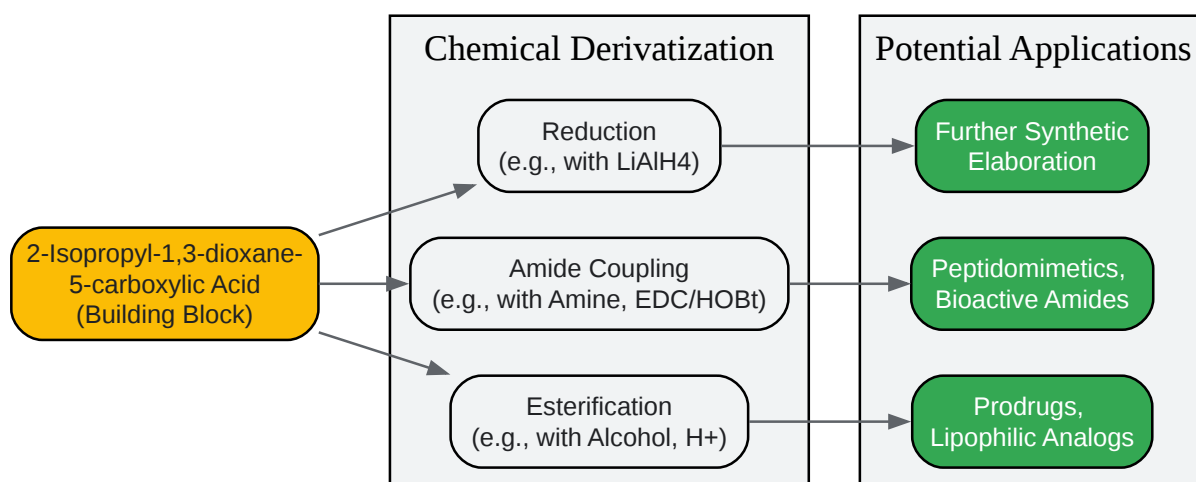 Chemical Derivatization
Potential Applications
Reduction
(e.g., with LiAlH4)
Further Synthetic
Elaboration
2-Isopropyl-1,3-dioxane-
5-carboxylic Acid
(Building Block)
Amide Coupling
(e.g., with Amine, EDC/HOBt)
Peptidomimetics,
Bioactive Amides
Esterification
(e.g., with Alcohol, H+)
Prodrugs,
Lipophilic Analogs